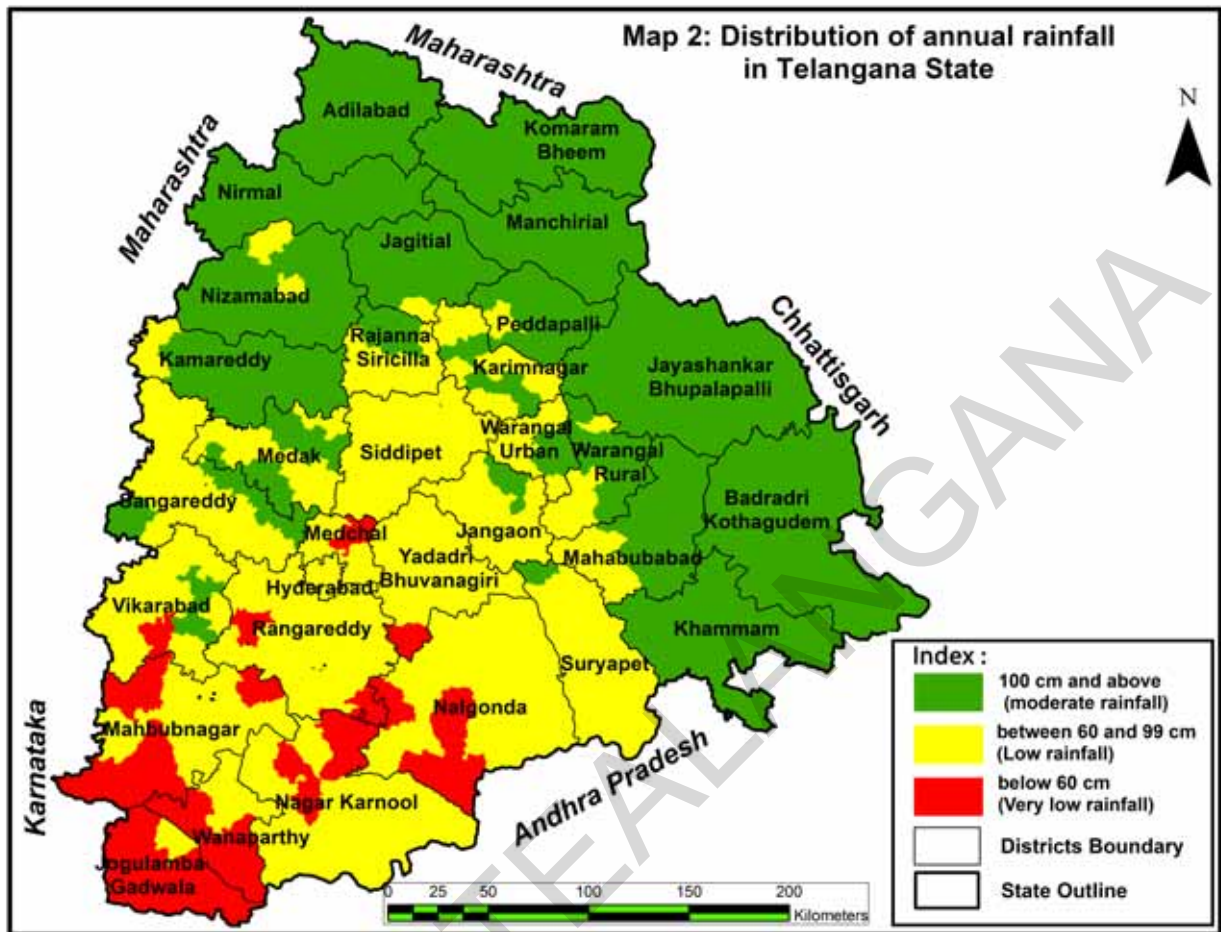 Map 2: Distribution of annual rainfall
in Telangana State
N
Maharashtra
Maharashtra
Chhattisgarh
Andhra Pradesh
Karnataka
Adilabad
Komaram
Bheem
Nirmal
Manchirial
Jagitial
Nizamabad
Peddapalli
Rajanna
Siricilla
Kamareddy
Karimnagar
Jayashankar
Bhupalapalli
Warangal
Urban
Siddipet
Medak
Warangal
Rural
Sangareddy
Badradri
Kothagudem
Medchal
Jangaon
Yadadri
Bhuvanagiri
Mahabubabad
Hyderabad
Vikarabad
Rangareddy
Khammam
Suryapet
Nalgonda
Mahbubnagar
Nagar Karnool
Wanaparthy
Jogulamba
Gadwala
Index :
100 cm and above
(moderate rainfall)
between 60 and 99 cm
(Low rainfall)
below 60 cm
(Very low rainfall)
Districts Boundary
State Outline
0 25 50 100 150 200
Kilometers
TEALANGANA